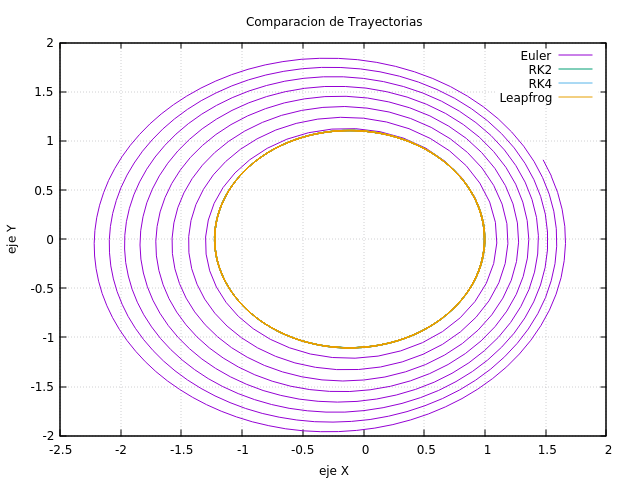 Comparacion de Trayectorias
Euler
RK2
RK4
Leapfrog
2
1.5
1
0.5
0
-0.5
-1
-1.5
-2
eje Y
-2.5 -2 -1.5 -1 -0.5 0 0.5 1 1.5 2
eje X